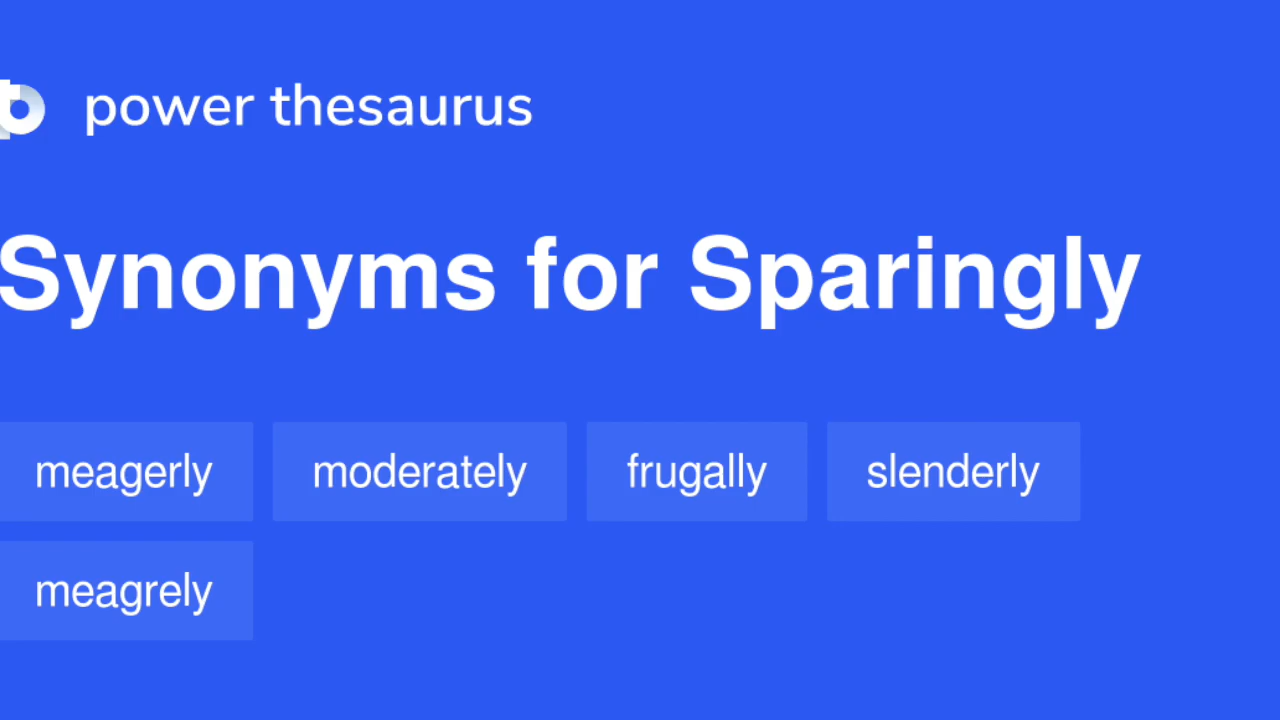 power thesaurus
Synonyms for Sparingly
meagerly moderately frugally slenderly
meagrely